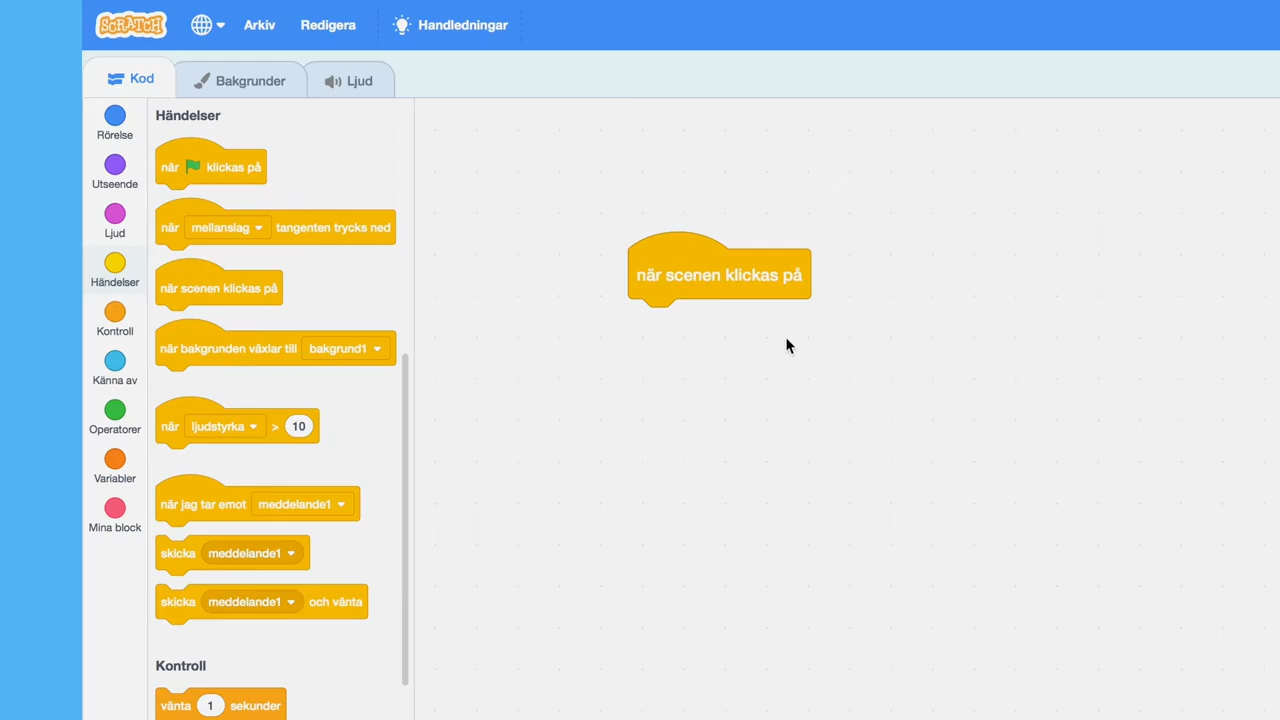 SCRATCH Arkiv Redigera Handledningar
Kod Bakgrunder Ljud
Rörelse
Utseende
Ljud
Händelser
Kontroll
Känna av
Operatorer
Variabler
Mina block
Händelser
när klickas på
när mellanslag tangenten trycks ned
när scenen klickas på
när bakgrunden växlar till bakgrund1
när ljudstyrka > 10
när jag tar emot meddelande1
skicka meddelande1
skicka meddelande1 och vänta
Kontroll
vänta 1 sekunder
när scenen klickas på